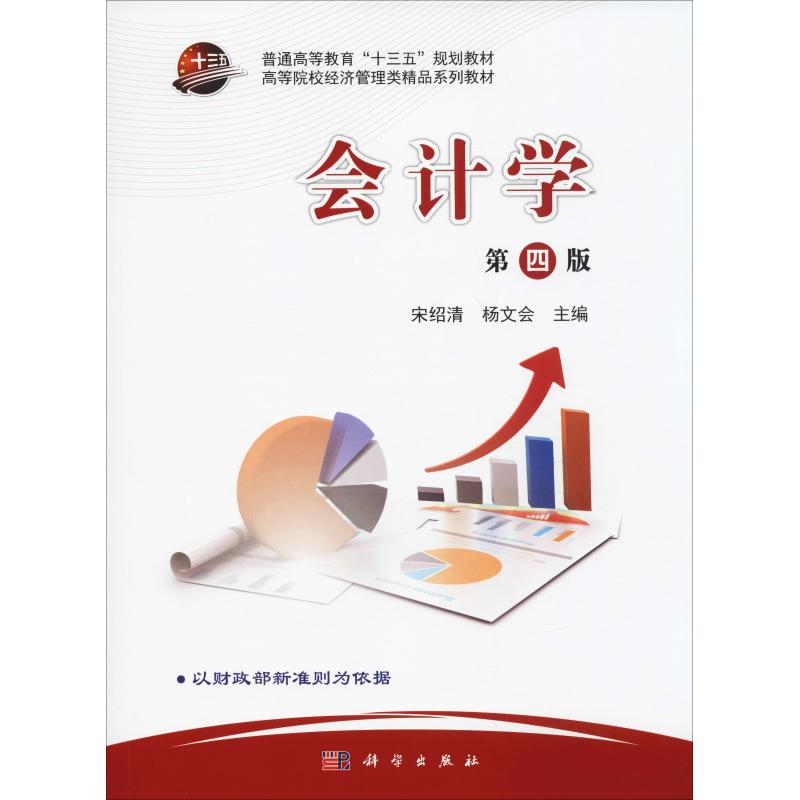 十三五
普通高等教育“十三五”规划教材
高等院校经济管理类精品系列教材
会计学
第四版
宋绍清 杨文会 主编
Business Diagram
• 以财政部新准则为依据
科学出版社